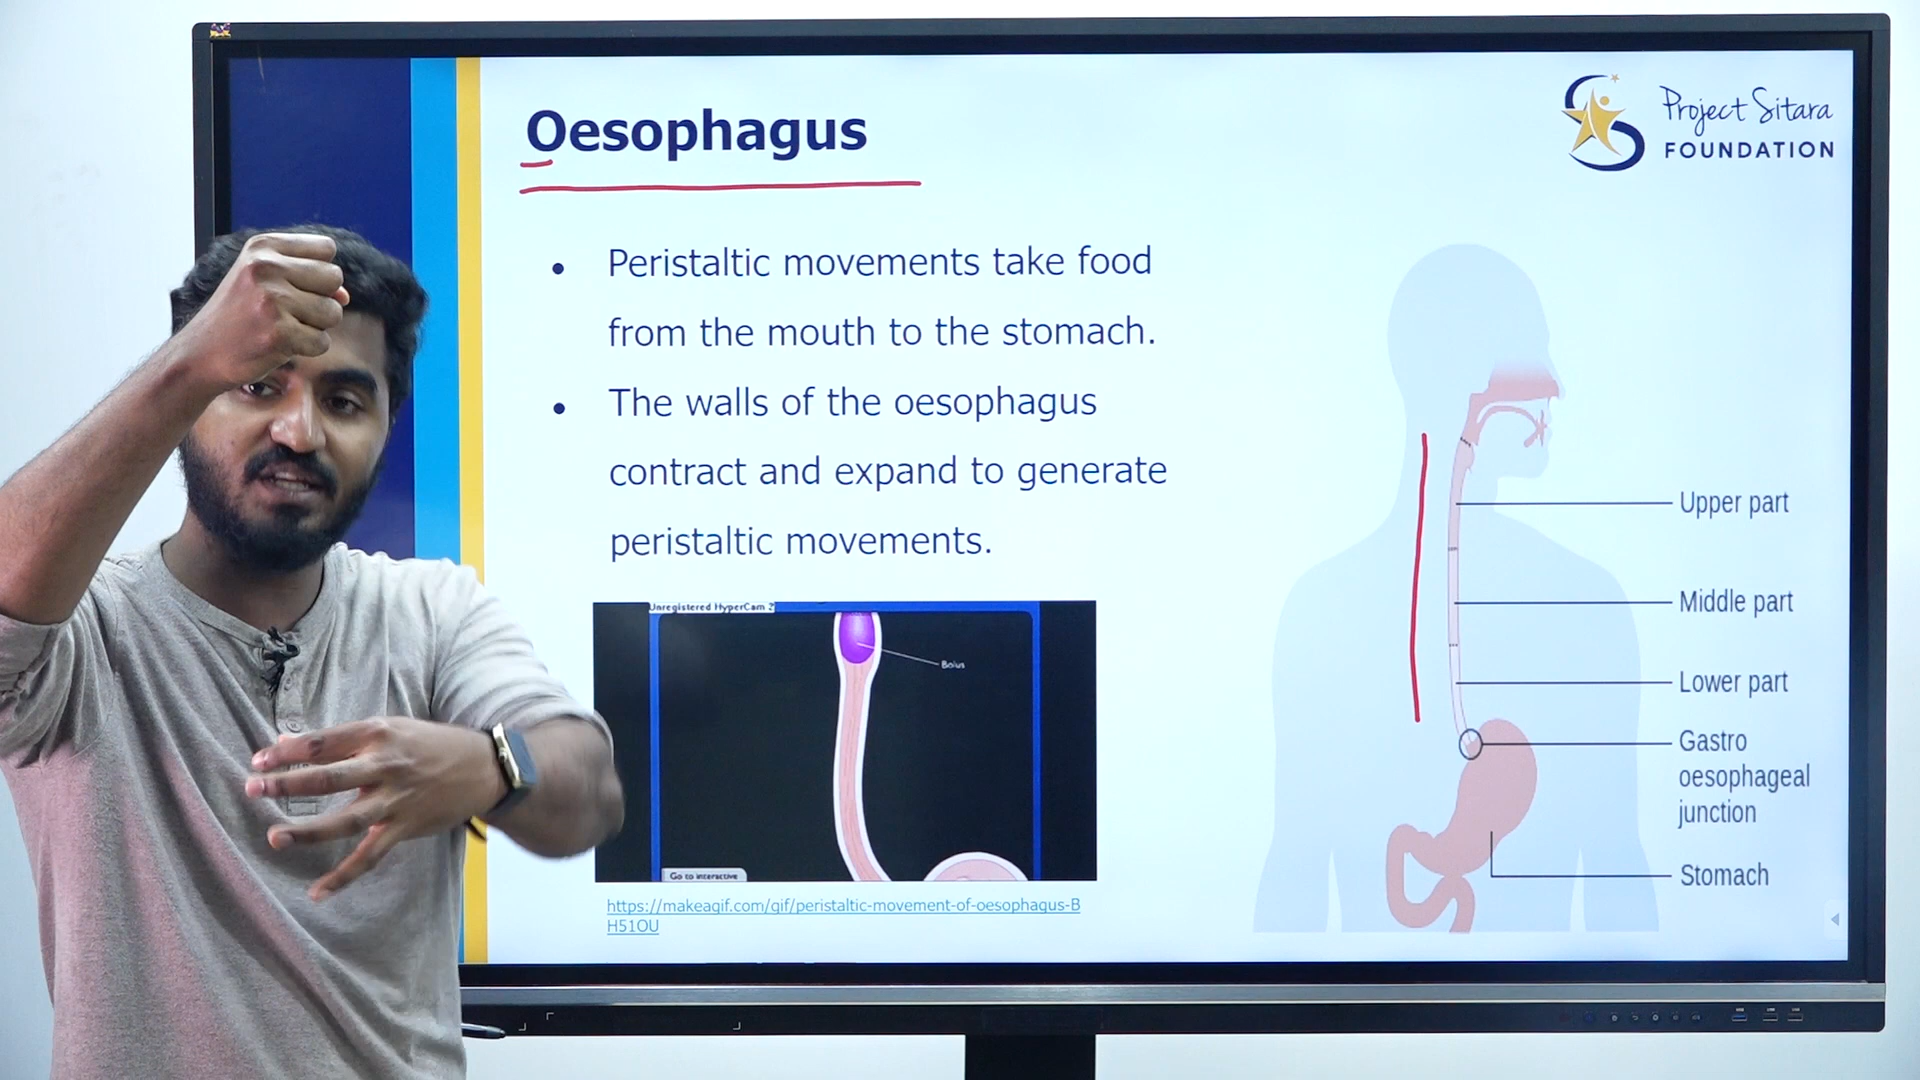 Project Sitara
FOUNDATION
Oesophagus
• Peristaltic movements take food
from the mouth to the stomach.
• The walls of the oesophagus
contract and expand to generate
peristaltic movements.
Unregistered HyperCam 2
Bolus
Go to interactive
https://makeagif.com/gif/peristaltic-movement-of-oesophagus-B
H51OU
Upper part
Middle part
Lower part
Gastro
oesophageal
junction
Stomach